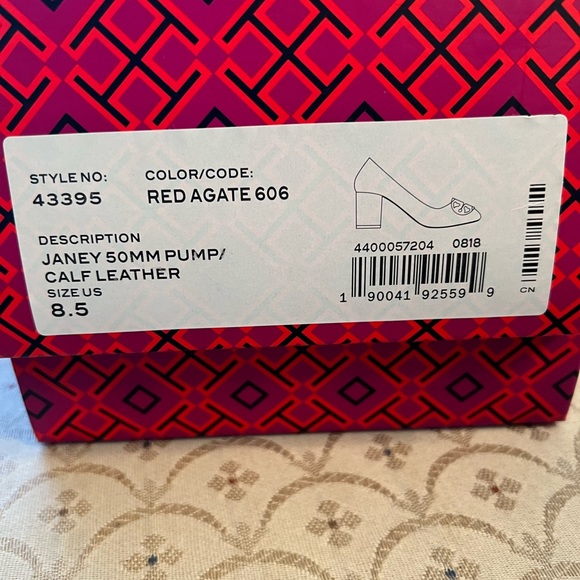 STYLE NO: COLOR/CODE:
43395 RED AGATE 606
DESCRIPTION
JANEY 50MM PUMP/
CALF LEATHER
SIZE US
8.5
4400057204 0818
1 90041 92559 9
CN